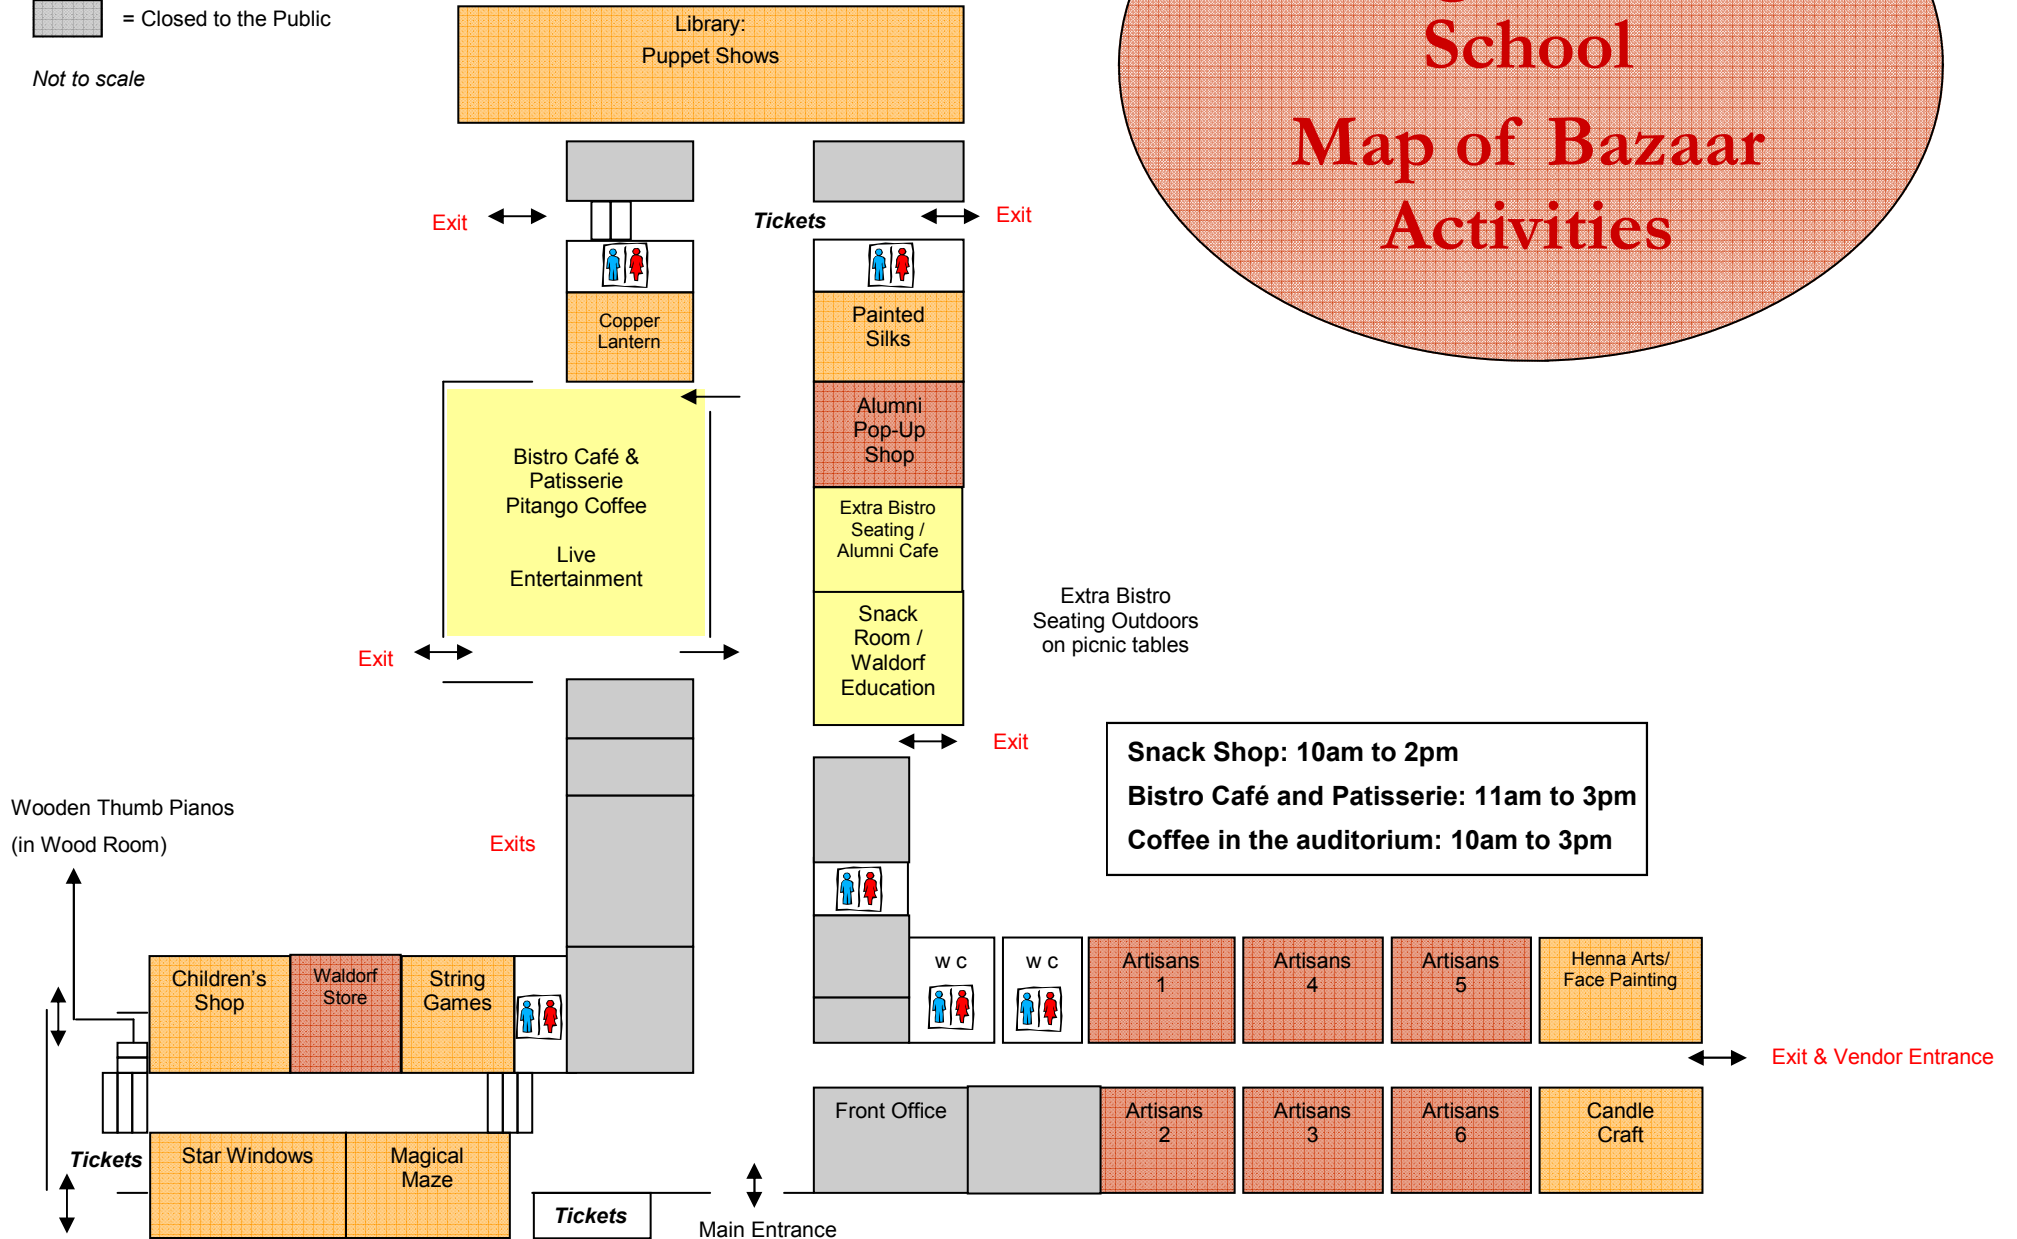 = Closed to the Public
Not to scale
Library:
Puppet Shows
School
Map of Bazaar
Activities
Exit
Tickets
Exit
Copper
Lantern
Painted
Silks
Alumni
Pop-Up
Shop
Bistro Café &
Patisserie
Pitango Coffee
Live
Entertainment
Extra Bistro
Seating /
Alumni Cafe
Snack
Room /
Waldorf
Education
Extra Bistro
Seating Outdoors
on picnic tables
Exit
Exit
Snack Shop: 10am to 2pm
Bistro Café and Patisserie: 11am to 3pm
Coffee in the auditorium: 10am to 3pm
Wooden Thumb Pianos
(in Wood Room)
Exits
Children's
Shop
Waldorf
Store
String
Games
w c
w c
Artisans
1
Artisans
4
Artisans
5
Henna Arts/
Face Painting
Exit & Vendor Entrance
Front Office
Artisans
2
Artisans
3
Artisans
6
Candle
Craft
Tickets
Star Windows
Magical
Maze
Tickets
Main Entrance